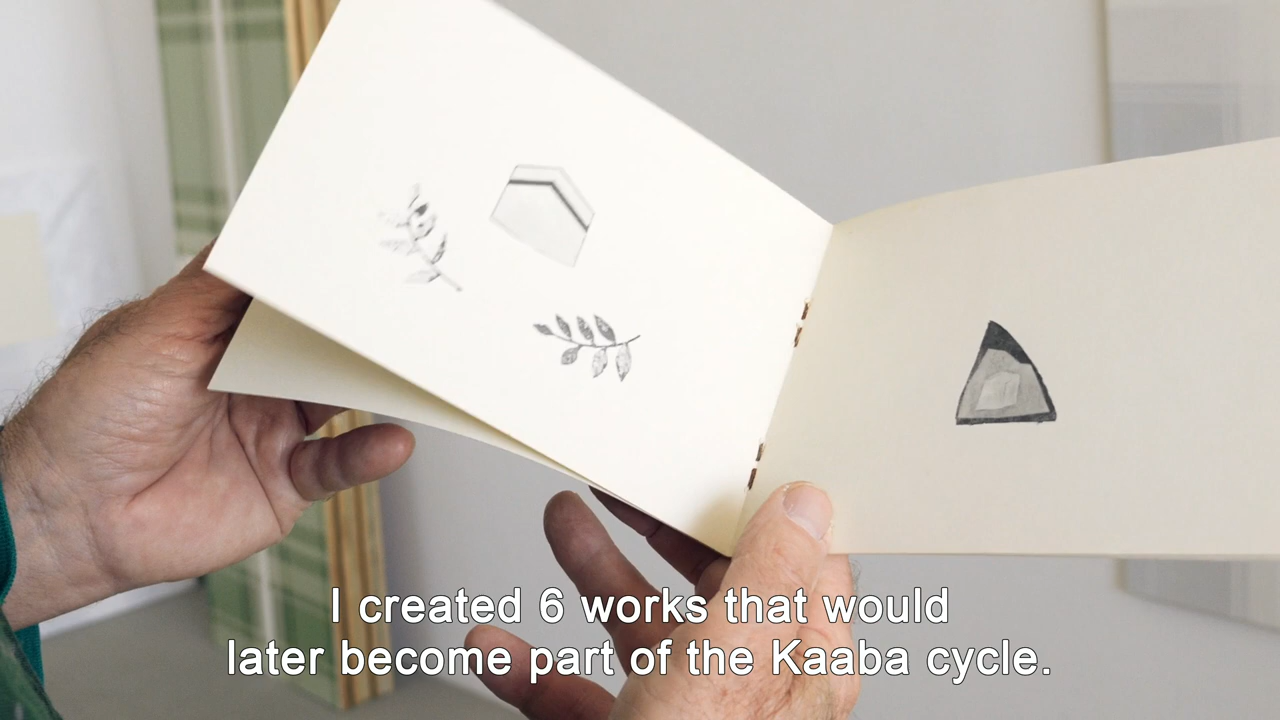 I created 6 works that would
later become part of the Kaaba cycle.